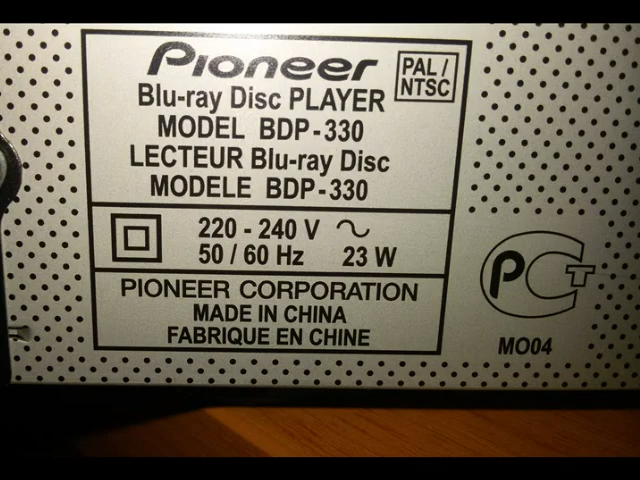 Pioneer
PAL /
NTSC
Blu-ray Disc PLAYER
MODEL BDP-330
LECTEUR Blu-ray Disc
MODELE BDP-330
220 - 240 V ~
50 / 60 Hz 23 W
PIONEER CORPORATION
MADE IN CHINA
FABRIQUE EN CHINE
PCT
MO04